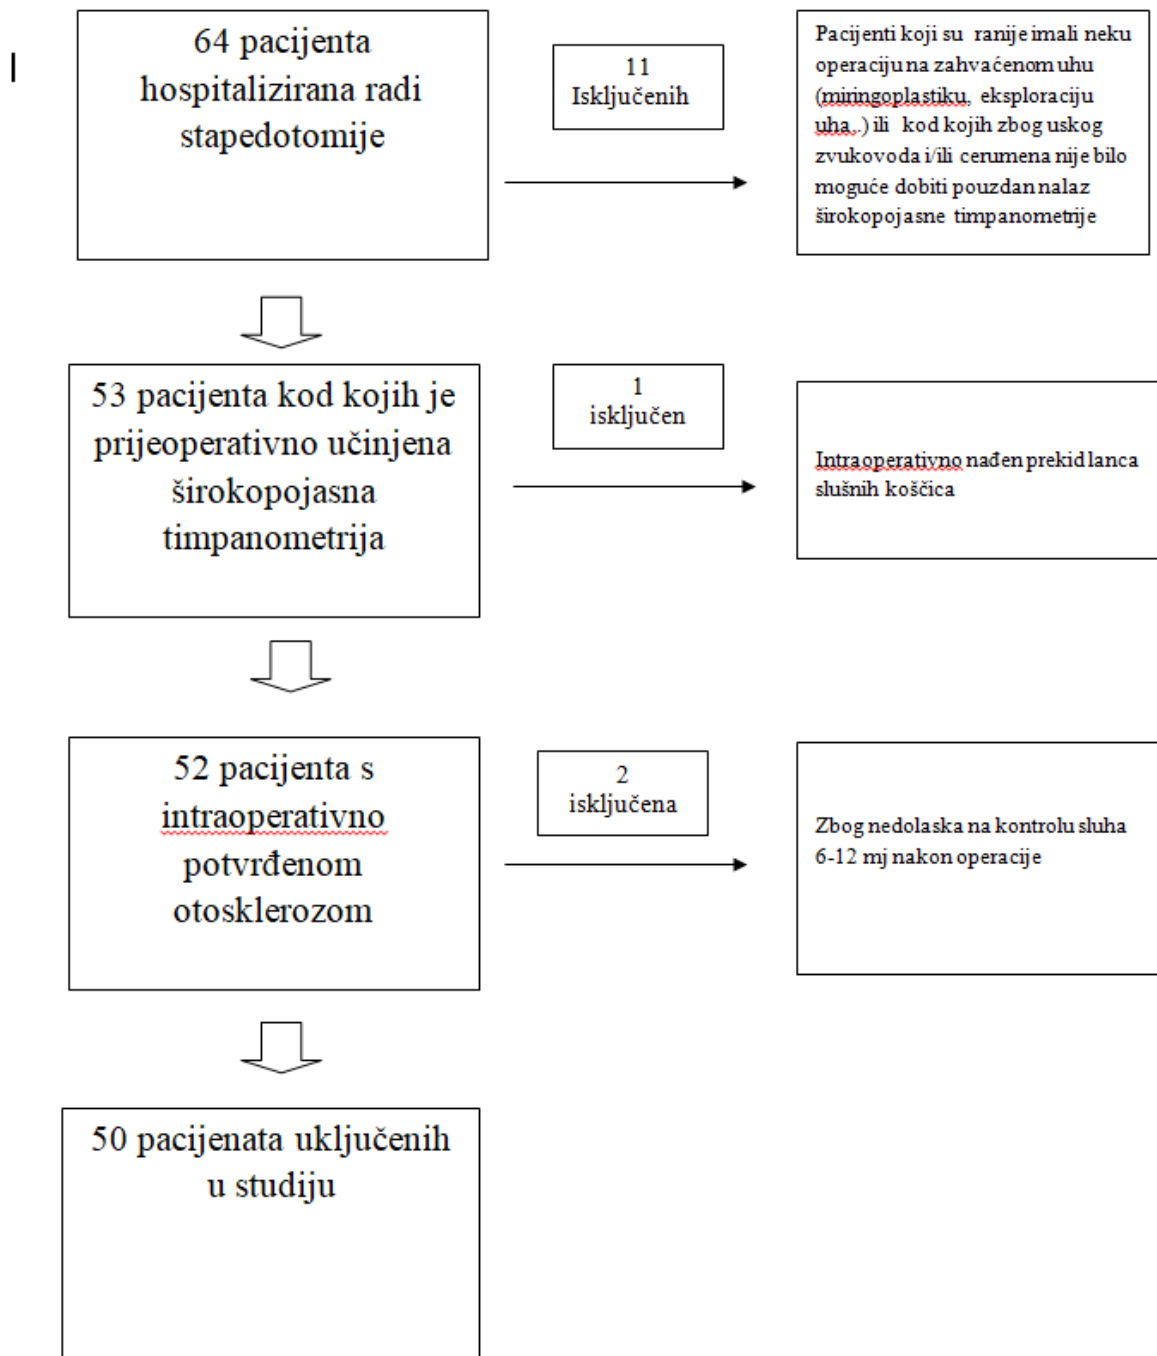 64 pacijenta
hospitalizirana radi
stapedotomije
11
Isključenih
Pacijenti koji su ranije imali neku
operaciju na zahvaćenom uhu
(miringoplastiku, eksploraciju
uha,.) ili kod kojih zbog uskog
zvukovoda i/ili cerumena nije bilo
moguće dobiti pouzdan nalaz
širokopojasne timpanometrije
53 pacijenta kod kojih je
prijeoperativno učinjena
širokopojasna
timpanometrija
1
isključen
Intraoperativno nađen prekid lanca
slušnih koščica
52 pacijenta s
intraoperativno
potvrđenom
otosklerozom
2
isključena
Zbog nedolaska na kontrolu sluha
6-12 mj nakon operacije
50 pacijenata uključenih
u studiju